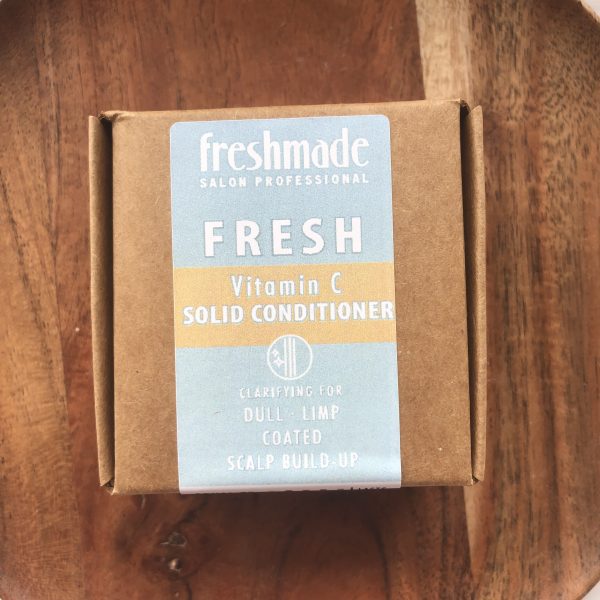 freshmade
SALON PROFESSIONAL
FRESH
Vitamin C
SOLID CONDITIONER
CLARIFYING FOR
DULL · LIMP
COATED
SCALP BUILD-UP